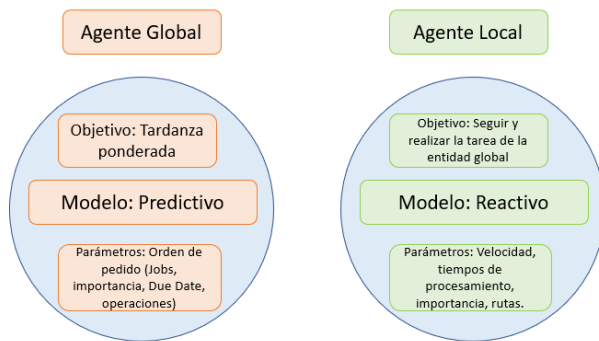 Agente Global
Agente Local
Objetivo: Tardanza
ponderada
Modelo: Predictivo
Parámetros: Orden de
pedido (Jobs,
importancia, Due Date,
operaciones)
Objetivo: Seguir y
realizar la tarea de la
entidad global
Modelo: Reactivo
Parámetros: Velocidad,
tiempos de
procesamiento,
importancia, rutas.